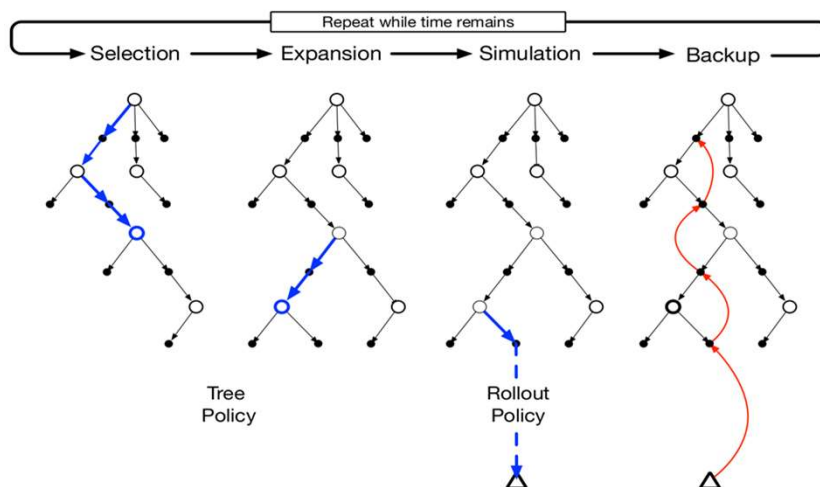 Repeat while time remains
Selection
Expansion
Simulation
Backup
Tree
Policy
Rollout
Policy